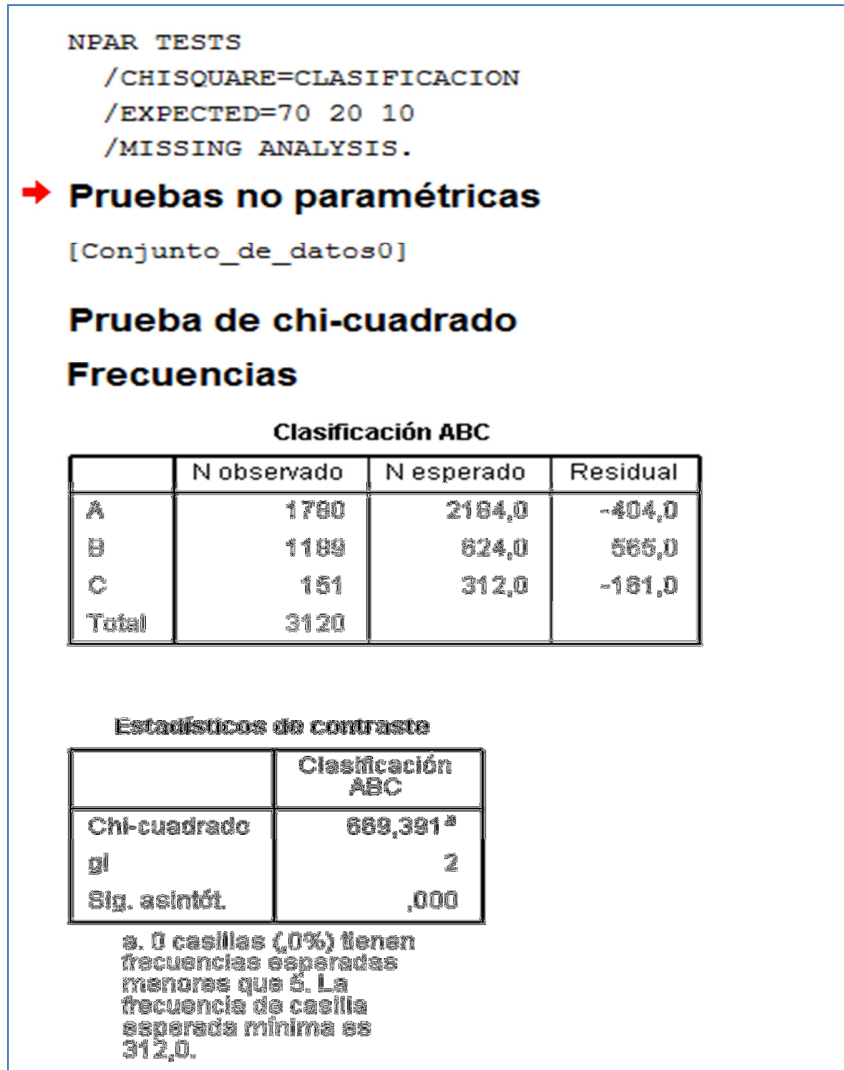 NPAR TESTS
/CHISQUARE=CLASIFICACION
/EXPECTED=70 20 10
/MISSING ANALYSIS.
Pruebas no paramétricas
[Conjunto_de_datos0]
Prueba de chi-cuadrado
Frecuencias
Clasificación ABC
N observado N esperado Residual
A 1780 2184,0 -404,0
B 1189 624,0 565,0
C 151 312,0 -161,0
Total 3120
Estadísticos de contraste
Clasificación
ABC
Chi-cuadrado 669,391a
gl 2
Sig. asintót. ,000
a. 0 casillas (,0%) tienen
frecuencias esperadas
menores que 5. La
frecuencia de casilla
esperada mínima es
312,0.